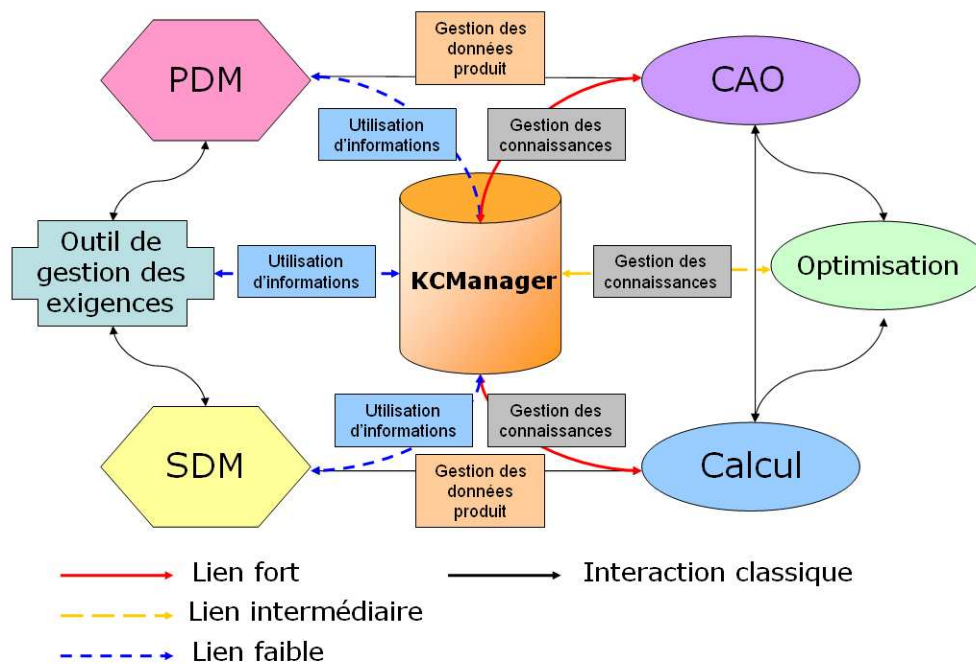 Gestion des
données
produit
PDM
CAO
Utilisation
d'informations
Gestion des
connaissances
Outil de
gestion des
exigences
Utilisation
d'informations
KCManager
Gestion des
connaissances
Optimisation
Utilisation
d'informations
Gestion des
connaissances
SDM
Gestion des
données
produit
Calcul
Lien fort
Interaction classique
Lien intermédiaire
Lien faible